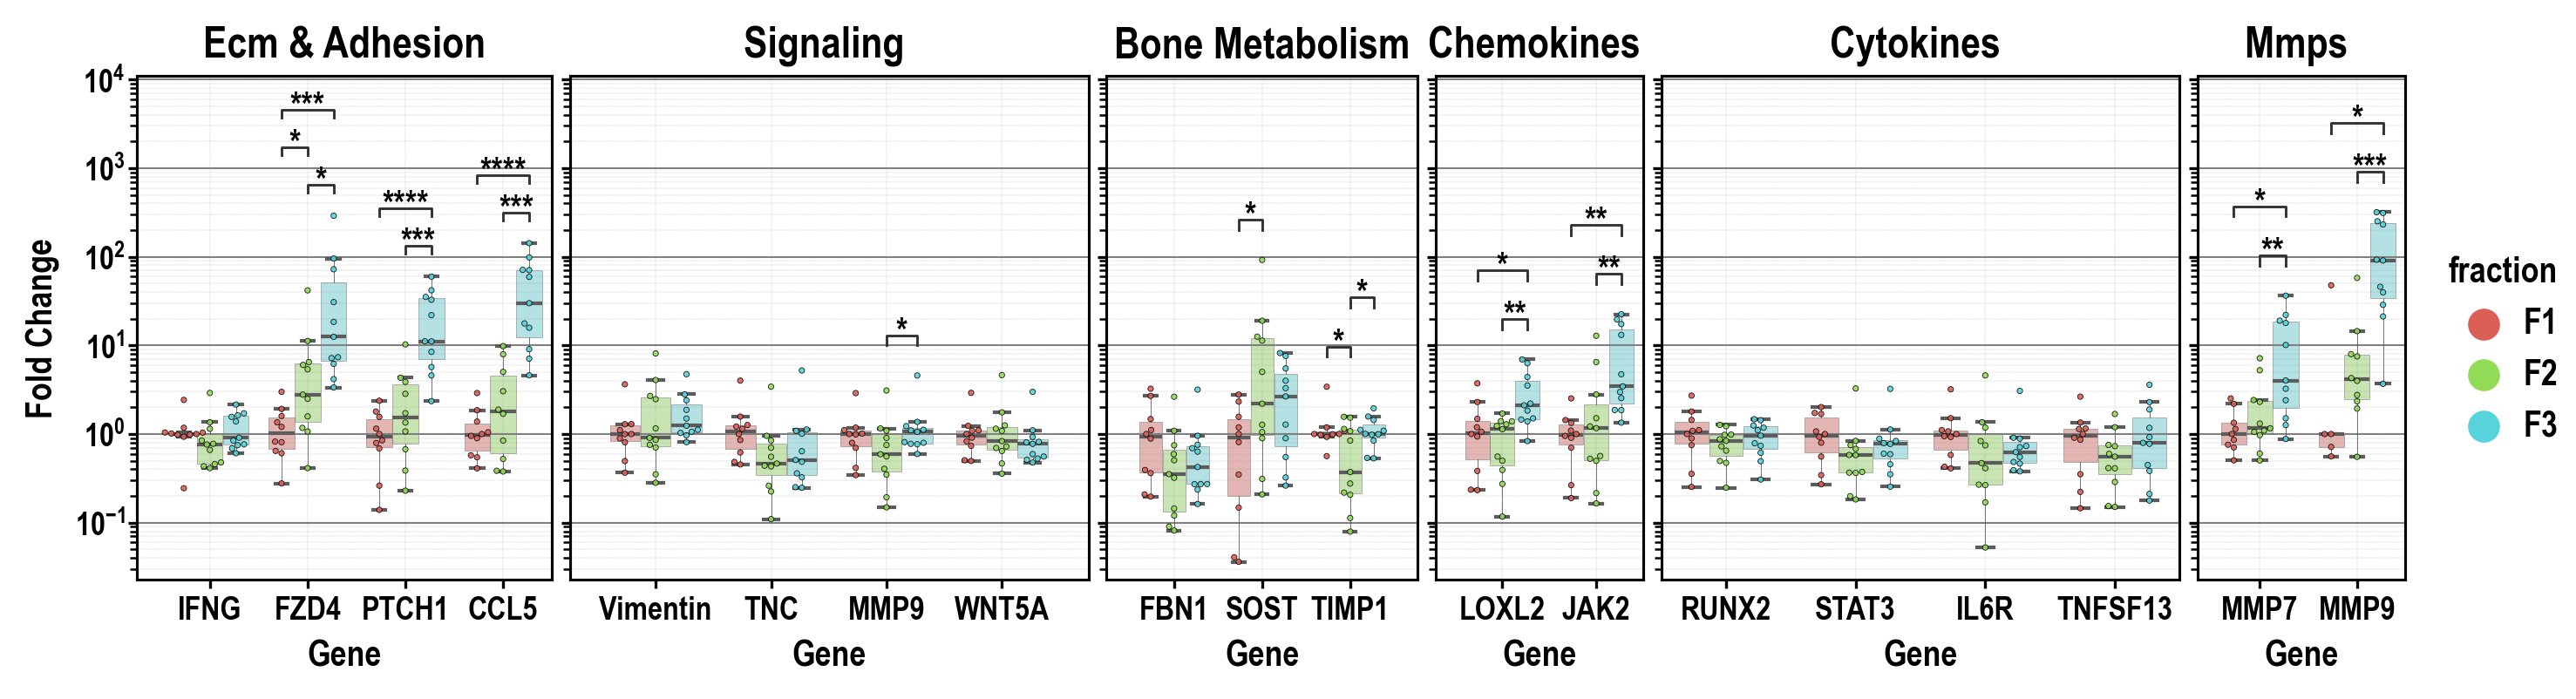 Ecm & Adhesion
Signaling
Bone Metabolism
Chemokines
Cytokines
Mmps
Fold Change
10^4
10^3
10^2
10^1
10^0
10^−1
***
*
*
****
***
****
***
*
*
*
*
*
**
**
**
*
**
*
***
IFNG FZD4 PTCH1 CCL5
Vimentin TNC MMP9 WNT5A
FBN1 SOST TIMP1
LOXL2 JAK2
RUNX2 STAT3 IL6R TNFSF13
MMP7 MMP9
Gene
Gene
Gene
Gene
Gene
Gene
fraction
F1
F2
F3